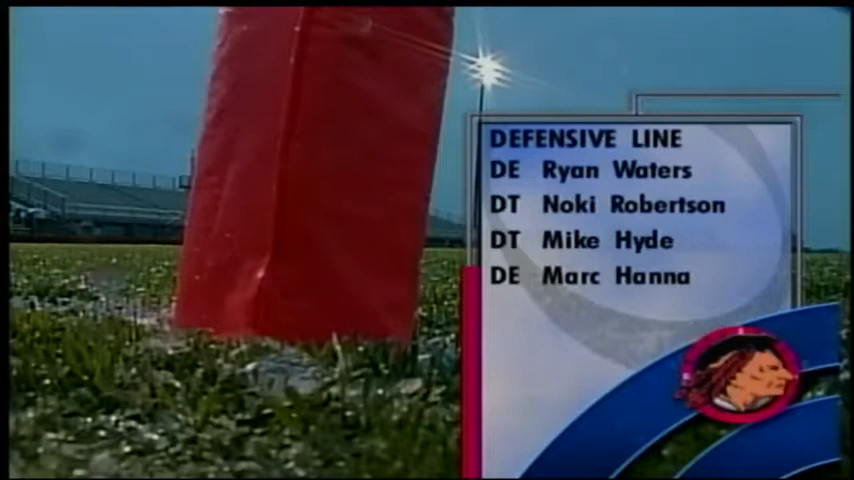 DEFENSIVE LINE
DE Ryan Waters
DT Noki Robertson
DT Mike Hyde
DE Marc Hanna